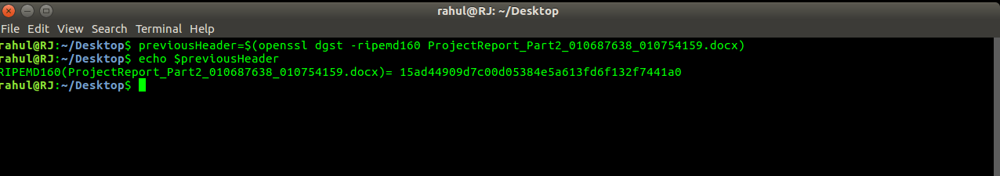 rahul@RJ: ~/Desktop
File Edit View Search Terminal Help
rahul@RJ:~/Desktop$ previousHeader=$(openssl dgst -ripemd160 ProjectReport_Part2_010687638_010754159.docx)
rahul@RJ:~/Desktop$ echo $previousHeader
RIPEMD160(ProjectReport_Part2_010687638_010754159.docx)= 15ad44909d7c00d05384e5a613fd6f132f7441a0
rahul@RJ:~/Desktop$